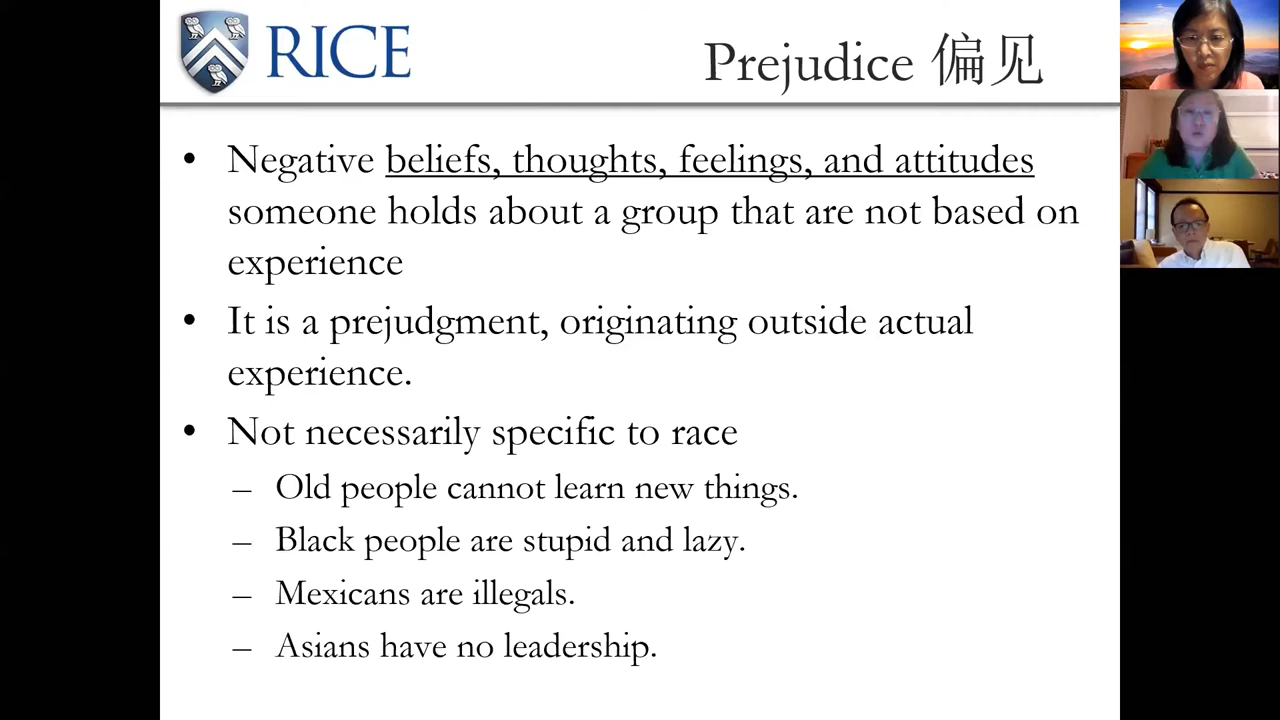 RICE
Prejudice 偏见
• Negative beliefs, thoughts, feelings, and attitudes
someone holds about a group that are not based on
experience
• It is a prejudgment, originating outside actual
experience.
• Not necessarily specific to race
– Old people cannot learn new things.
– Black people are stupid and lazy.
– Mexicans are illegals.
– Asians have no leadership.